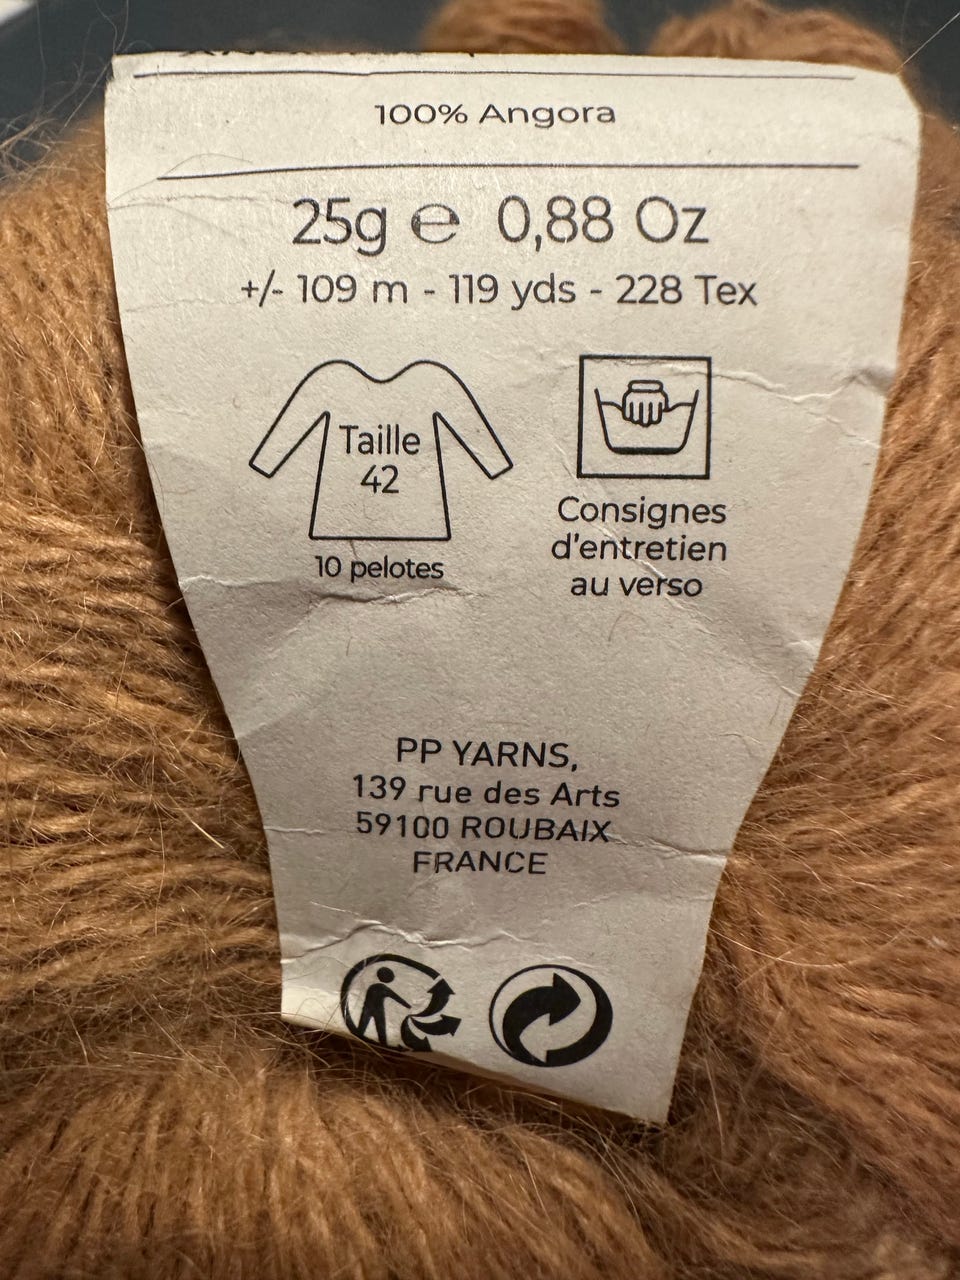 100% Angora
25g ℮ 0,88 Oz
+/- 109 m - 119 yds - 228 Tex
Taille
42
10 pelotes
Consignes
d'entretien
au verso
PP YARNS,
139 rue des Arts
59100 ROUBAIX
FRANCE